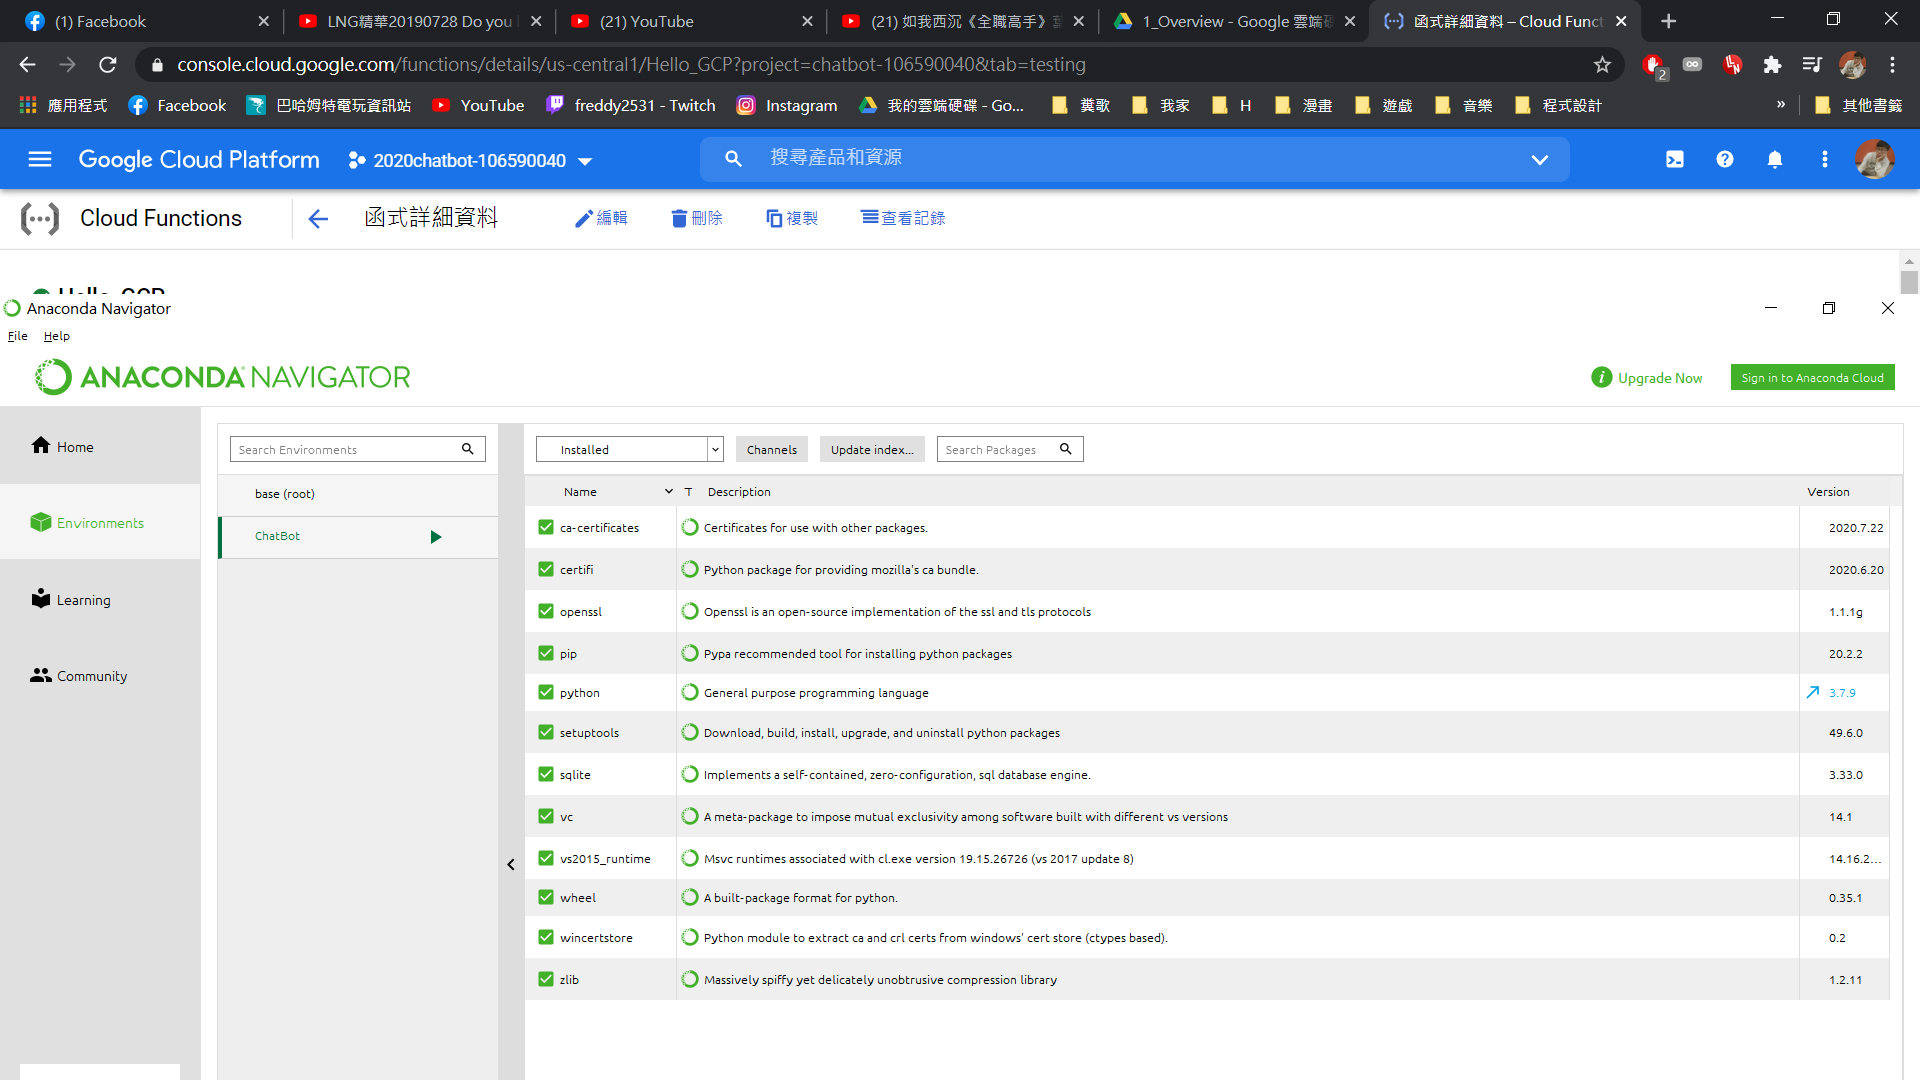 (1) Facebook
LNG精華20190728 Do you
(21) YouTube
(21) 如我西沉《全職高手》
1_Overview - Google 雲端硬
函式詳細資料 – Cloud Funct
console.cloud.google.com/functions/details/us-central1/Hello_GCP?project=chatbot-106590040&tab=testing
2
應用程式
Facebook
巴哈姆特電玩資訊站
YouTube
freddy2531 - Twitch
Instagram
我的雲端硬碟 - Go...
糞歌
我家
H
漫畫
遊戲
音樂
程式設計
»
其他書籤
Google Cloud Platform
2020chatbot-106590040
搜尋產品和資源
Cloud Functions
函式詳細資料
編輯
刪除
複製
查看記錄
Hello_GCP
Anaconda Navigator
File Help
ANACONDA NAVIGATOR
Upgrade Now
Sign in to Anaconda Cloud
Home
Environments
Learning
Community
Search Environments
base (root)
ChatBot
Installed
Channels
Update index...
Search Packages
Name T Description Version
ca-certificates Certificates for use with other packages. 2020.7.22
certifi Python package for providing mozilla's ca bundle. 2020.6.20
openssl Openssl is an open-source implementation of the ssl and tls protocols 1.1.1g
pip Pypa recommended tool for installing python packages 20.2.2
python General purpose programming language 3.7.9
setuptools Download, build, install, upgrade, and uninstall python packages 49.6.0
sqlite Implements a self-contained, zero-configuration, sql database engine. 3.33.0
vc A meta-package to impose mutual exclusivity among software built with different vs versions 14.1
vs2015_runtime Msvc runtimes associated with cl.exe version 19.15.26726 (vs 2017 update 8) 14.16.2...
wheel A built-package format for python. 0.35.1
wincertstore Python module to extract ca and crl certs from windows' cert store (ctypes based). 0.2
zlib Massively spiffy yet delicately unobtrusive compression library 1.2.11